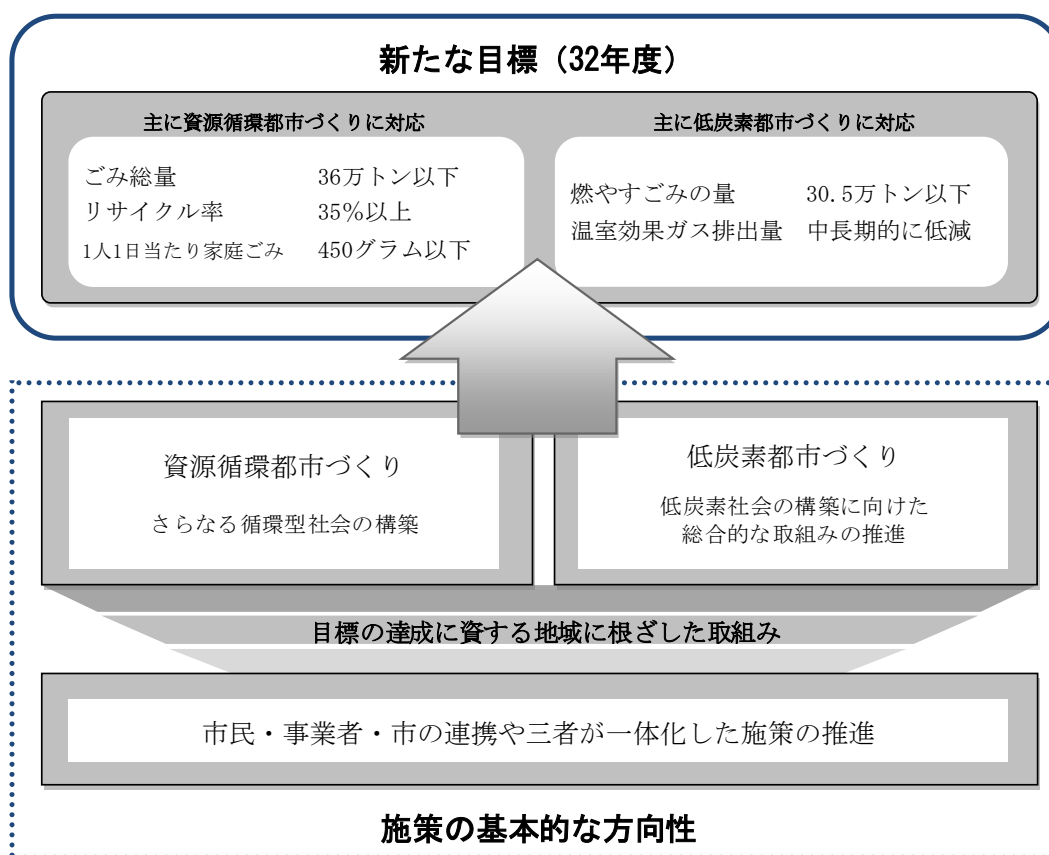 新たな目標（32年度）
主に資源循環都市づくりに対応
ごみ総量 36万トン以下
リサイクル率 35％以上
1人1日当たり家庭ごみ 450グラム以下
主に低炭素都市づくりに対応
燃やすごみの量 30.5万トン以下
温室効果ガス排出量 中長期的に低減
資源循環都市づくり
さらなる循環型社会の構築
低炭素都市づくり
低炭素社会の構築に向けた
総合的な取組みの推進
目標の達成に資する地域に根ざした取組み
市民・事業者・市の連携や三者が一体化した施策の推進
施策の基本的な方向性